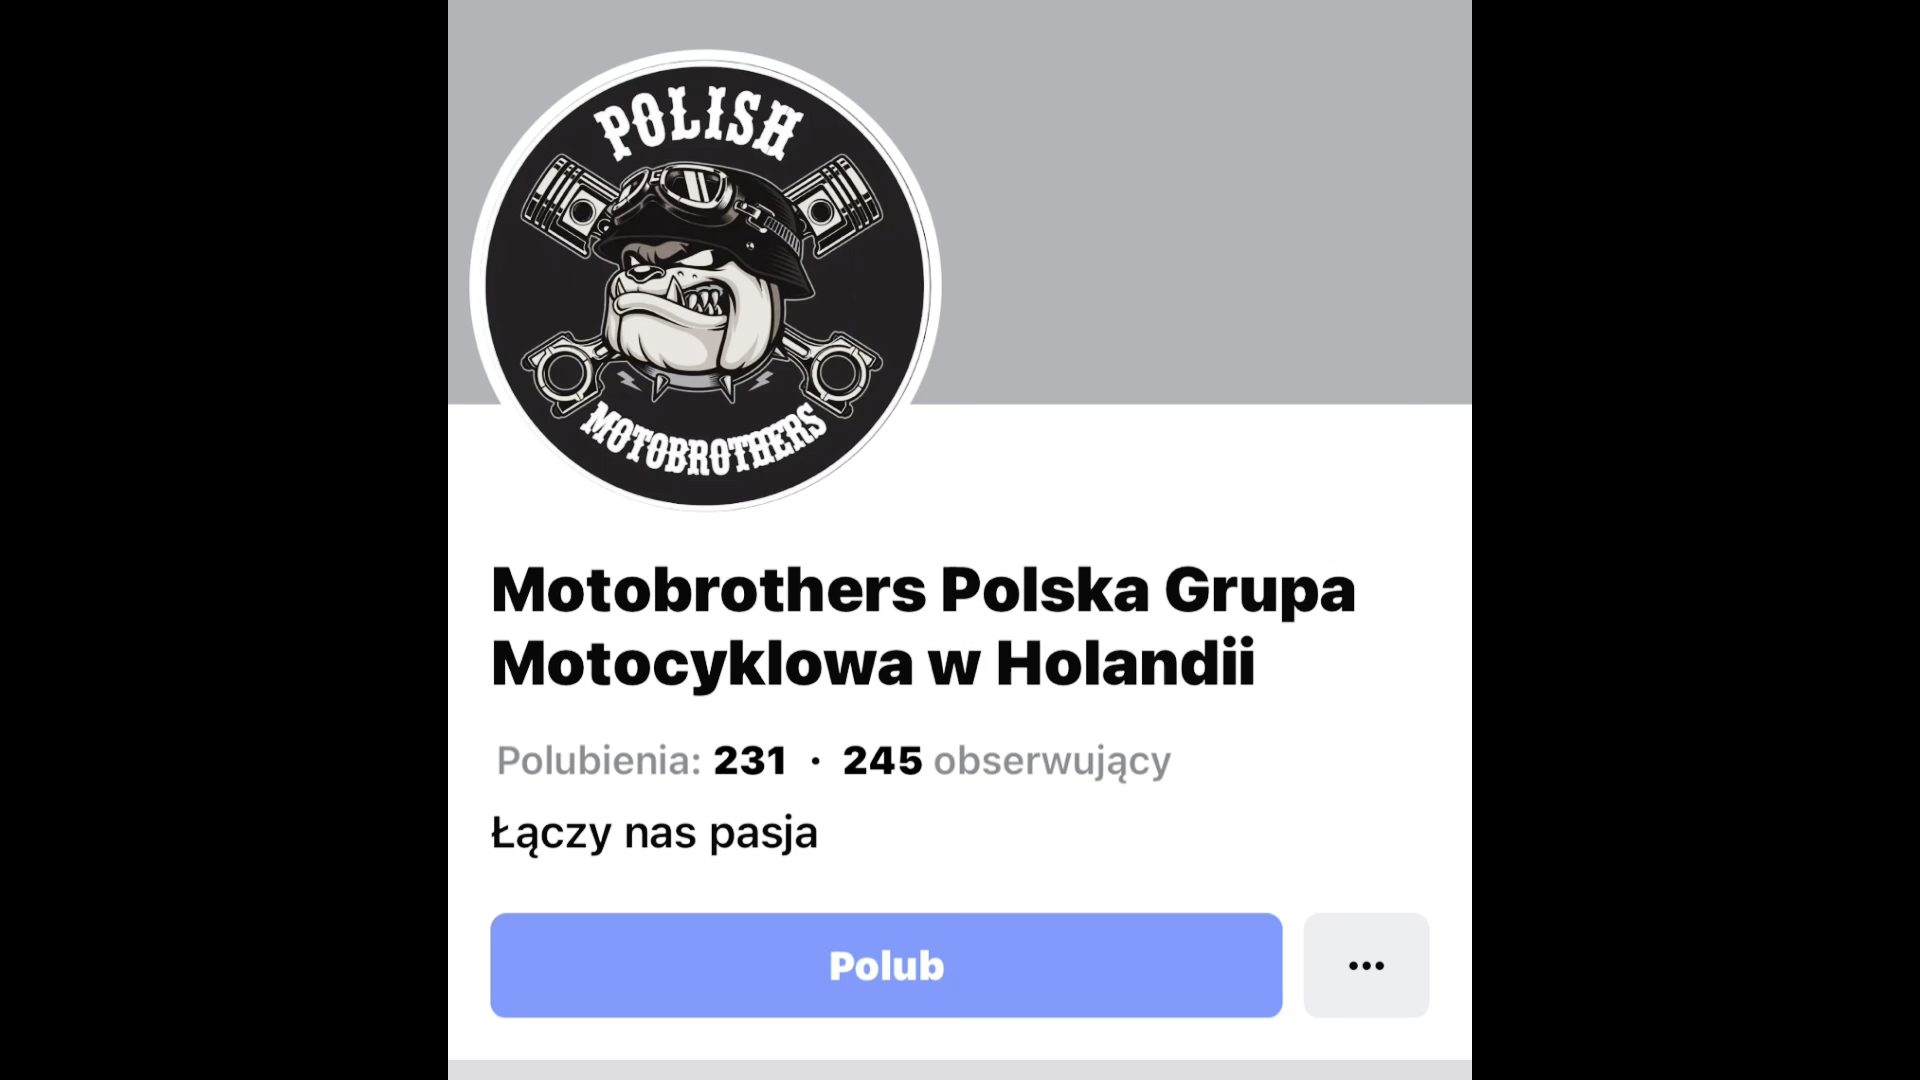 POLISH
MOTOBROTHERS
Motobrothers Polska Grupa
Motocyklowa w Holandii
Polubienia: 231 · 245 obserwujący
Łączy nas pasja
Polub